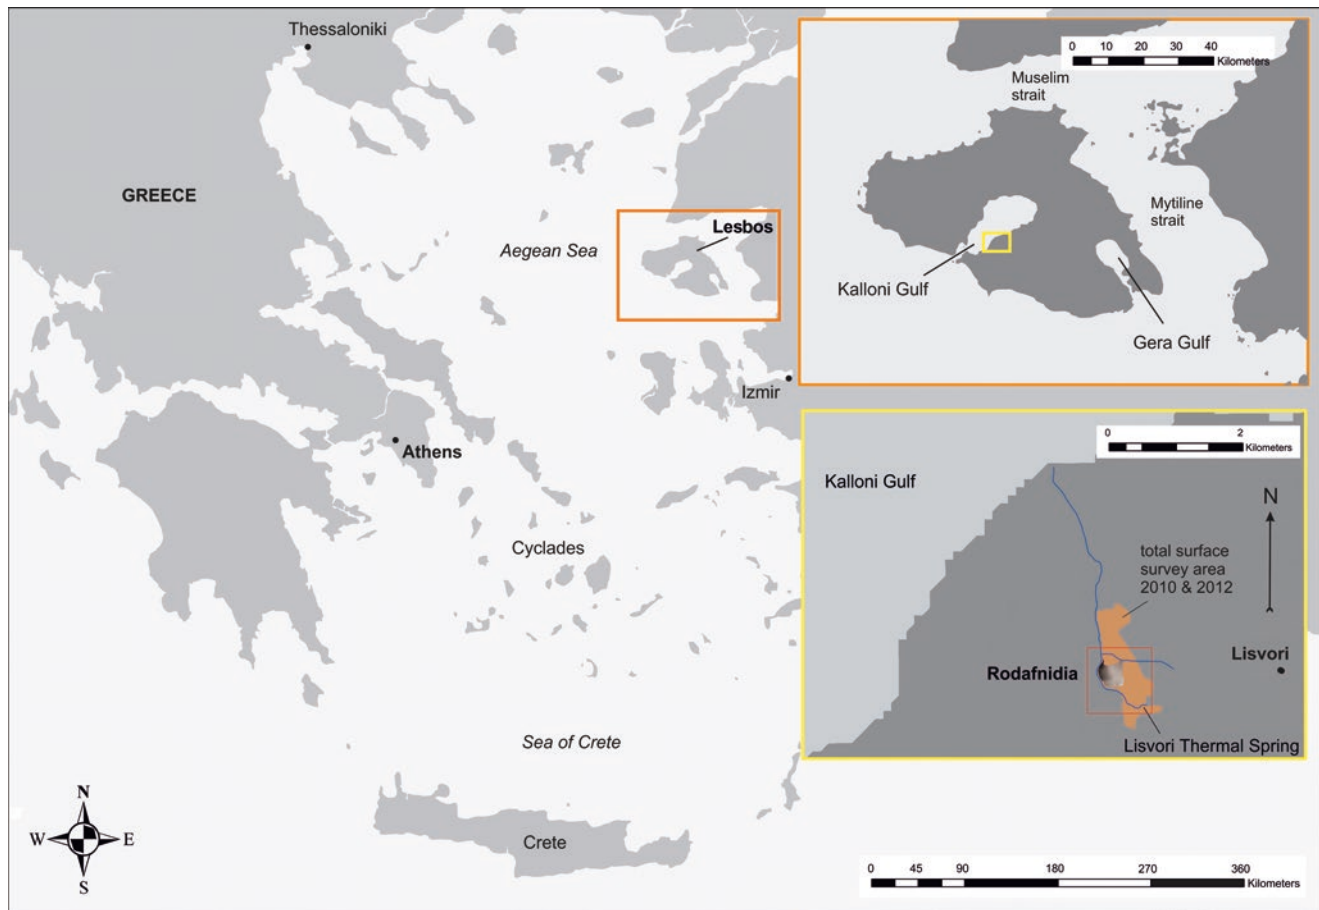 Thessaloniki
GREECE
Aegean Sea
Lesbos
Izmir
Athens
Cyclades
Sea of Crete
Crete
N
W E
S
0 45 90 180 270 360
Kilometers
0 10 20 30 40
Kilometers
Muselim
strait
Mytiline
strait
Kalloni Gulf
Gera Gulf
0 2
Kilometers
Kalloni Gulf
N
total surface
survey area
2010 & 2012
Lisvori
Rodafnidia
Lisvori Thermal Spring